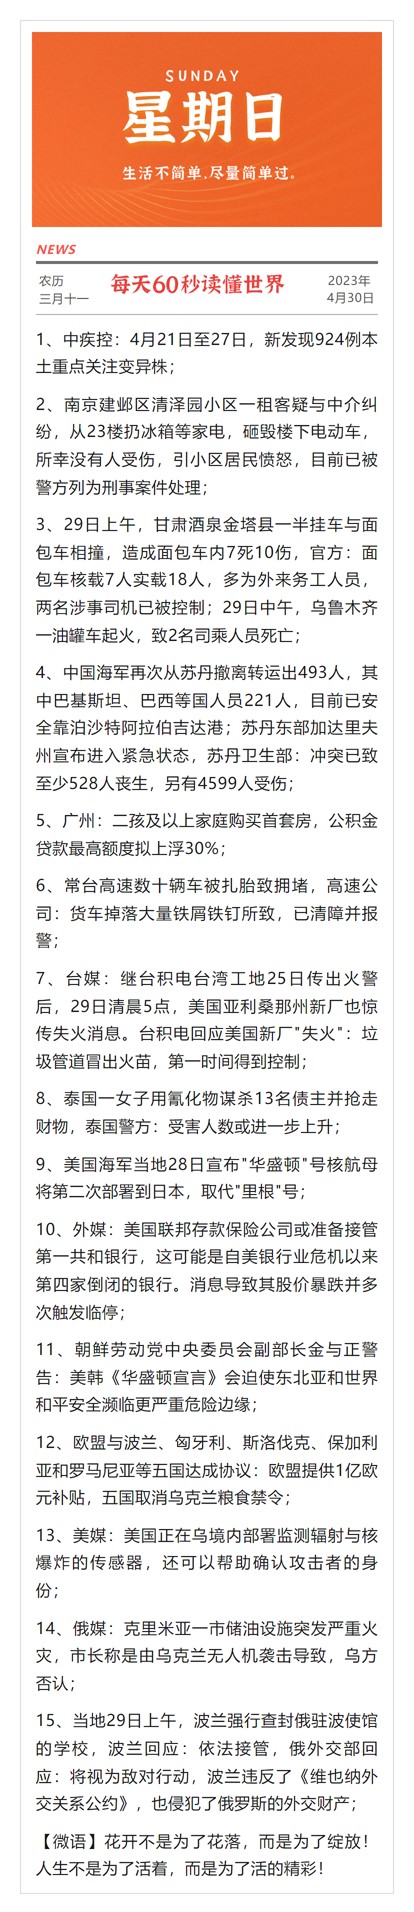 SUNDAY
星期日
生活不简单.尽量简单过。
NEWS
农历
三月十一
每天60秒读懂世界
2023年
4月30日
1、中疾控：4月21日至27日，新发现924例本
土重点关注变异株；
2、南京建邺区清泽园小区一租客疑与中介纠
纷，从23楼扔冰箱等家电，砸毁楼下电动车，
所幸没有人受伤，引小区居民愤怒，目前已被
警方列为刑事案件处理；
3、29日上午，甘肃酒泉金塔县一半挂车与面
包车相撞，造成面包车内7死10伤，官方：面
包车核载7人实载18人，多为外来务工人员，
两名涉事司机已被控制；29日中午，乌鲁木齐
一油罐车起火，致2名司乘人员死亡；
4、中国海军再次从苏丹撤离转运出493人，其
中巴基斯坦、巴西等国人员221人，目前已安
全靠泊沙特阿拉伯吉达港；苏丹东部加达里夫
州宣布进入紧急状态，苏丹卫生部：冲突已致
至少528人丧生，另有4599人受伤；
5、广州：二孩及以上家庭购买首套房，公积金
贷款最高额度拟上浮30%；
6、常台高速数十辆车被扎胎致拥堵，高速公
司：货车掉落大量铁屑铁钉所致，已清障并报
警；
7、台媒：继台积电台湾工地25日传出火警
后，29日清晨5点，美国亚利桑那州新厂也惊
传失火消息。台积电回应美国新厂"失火"：垃
圾管道冒出火苗，第一时间得到控制；
8、泰国一女子用氰化物谋杀13名债主并抢走
财物，泰国警方：受害人数或进一步上升；
9、美国海军当地28日宣布"华盛顿"号核航母
将第二次部署到日本，取代"里根"号；
10、外媒：美国联邦存款保险公司或准备接管
第一共和银行，这可能是自美银行业危机以来
第四家倒闭的银行。消息导致其股价暴跌并多
次触发临停；
11、朝鲜劳动党中央委员会副部长金与正警
告：美韩《华盛顿宣言》会迫使东北亚和世界
和平安全濒临更严重危险边缘；
12、欧盟与波兰、匈牙利、斯洛伐克、保加利
亚和罗马尼亚等五国达成协议：欧盟提供1亿欧
元补贴，五国取消乌克兰粮食禁令；
13、美媒：美国正在乌境内部署监测辐射与核
爆炸的传感器，还可以帮助确认攻击者的身
份；
14、俄媒：克里米亚一市储油设施突发严重火
灾，市长称是由乌克兰无人机袭击导致，乌方
否认；
15、当地29日上午，波兰强行查封俄驻波使馆
的学校，波兰回应：依法接管，俄外交部回
应：将视为敌对行动，波兰违反了《维也纳外
交关系公约》，也侵犯了俄罗斯的外交财产；
【微语】花开不是为了花落，而是为了绽放！
人生不是为了活着，而是为了活的精彩！